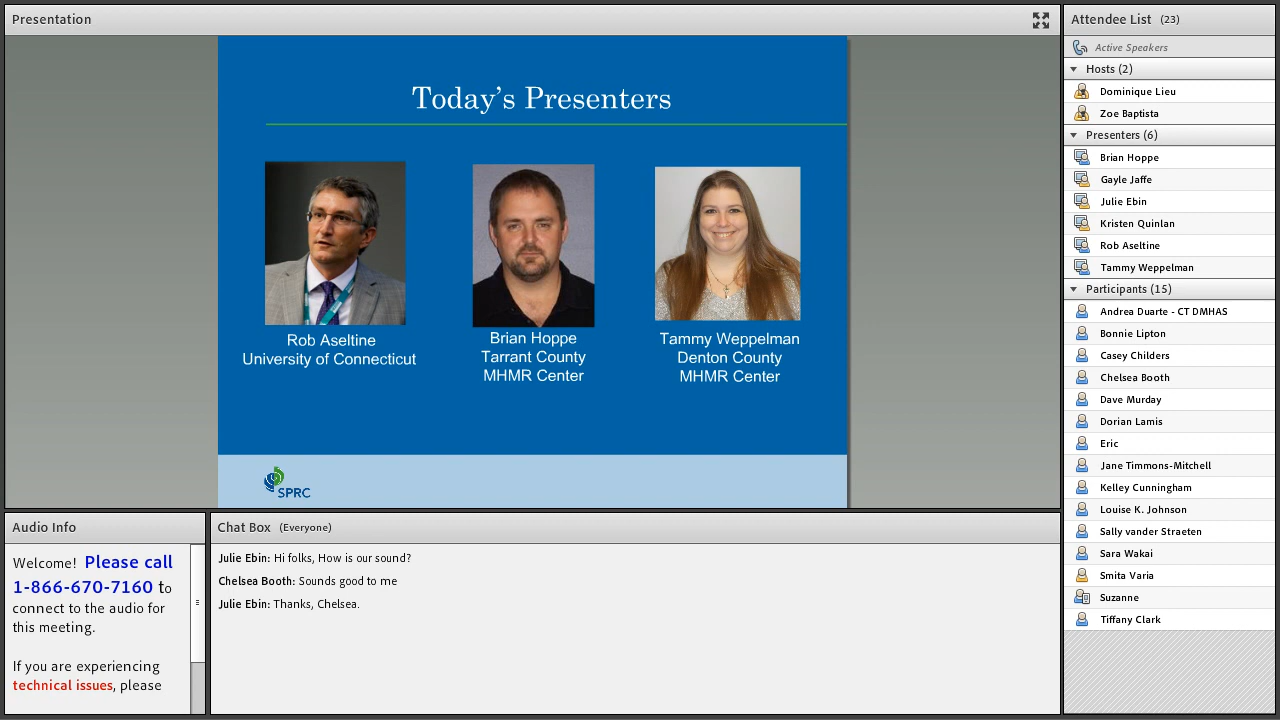 Presentation
Today's Presenters
Rob Aseltine
University of Connecticut
Brian Hoppe
Tarrant County
MHMR Center
Tammy Weppelman
Denton County
MHMR Center
SPRC
Audio Info
Welcome! Please call
1-866-670-7160 to
connect to the audio for
this meeting.
If you are experiencing
technical issues, please
Chat Box (Everyone)
Julie Ebin: Hi folks, How is our sound?
Chelsea Booth: Sounds good to me
Julie Ebin: Thanks, Chelsea.
Attendee List (23)
Active Speakers
Hosts (2)
Dominique Lieu
Zoe Baptista
Presenters (6)
Brian Hoppe
Gayle Jaffe
Julie Ebin
Kristen Quinlan
Rob Aseltine
Tammy Weppelman
Participants (15)
Andrea Duarte - CT DMHAS
Bonnie Lipton
Casey Childers
Chelsea Booth
Dave Murday
Dorian Lamis
Eric
Jane Timmons-Mitchell
Kelley Cunningham
Louise K. Johnson
Sally vander Straeten
Sara Wakai
Smita Varia
Suzanne
Tiffany Clark